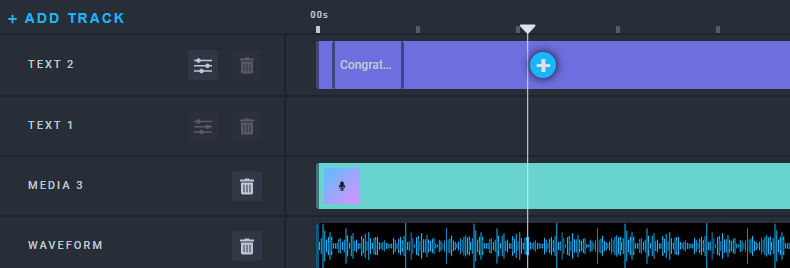 + ADD TRACK
00s
TEXT 2
Congrat...
TEXT 1
MEDIA 3
WAVEFORM